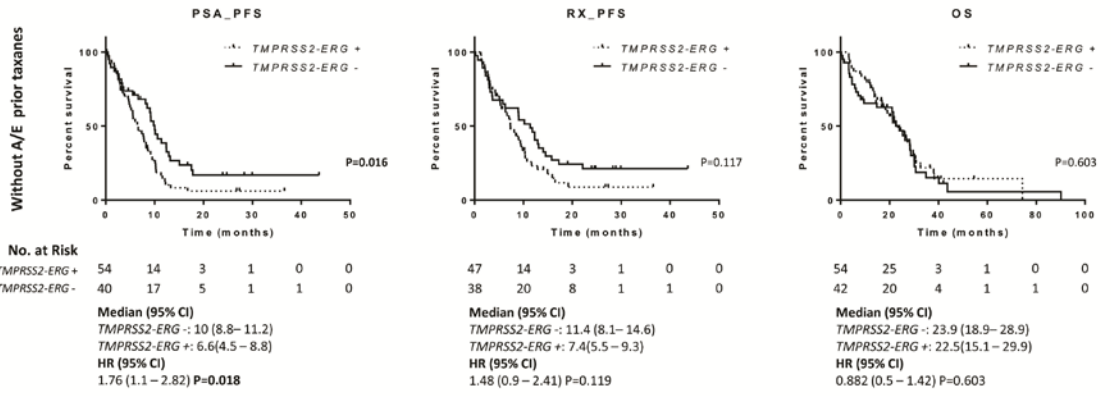 Without A/E prior taxanes
PSA_PFS
TMPRSS2-ERG +
TMPRSS2-ERG -
Percent survival
100
50
0
P=0.016
0 10 20 30 40 50
Time (months)
RX_PFS
TMPRSS2-ERG +
TMPRSS2-ERG -
Percent survival
100
50
0
P=0.117
0 10 20 30 40 50
Time (months)
OS
TMPRSS2-ERG +
TMPRSS2-ERG -
Percent survival
100
50
0
P=0.603
0 20 40 60 80 100
Time (months)
No. at Risk
TMPRSS2-ERG + 54 14 3 1 0 0 47 14 3 1 0 0 54 25 3 1 0 0
TMPRSS2-ERG - 40 17 5 1 1 0 38 20 8 1 1 0 42 20 4 1 1 0
Median (95% CI)
TMPRSS2-ERG -: 10 (8.8– 11.2)
TMPRSS2-ERG +: 6.6(4.5 – 8.8)
HR (95% CI)
1.76 (1.1 – 2.82) P=0.018
Median (95% CI)
TMPRSS2-ERG -: 11.4 (8.1 – 14.6)
TMPRSS2-ERG +: 7.4(5.5 – 9.3)
HR (95% CI)
1.48 (0.9 – 2.41) P=0.119
Median (95% CI)
TMPRSS2-ERG -: 23.9 (18.9 – 28.9)
TMPRSS2-ERG +: 22.5(15.1 – 29.9)
HR (95% CI)
0.882 (0.5 – 1.42) P=0.603